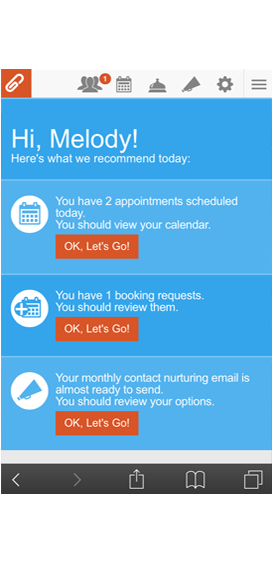 1
Hi, Melody!
Here's what we recommend today:
You have 2 appointments scheduled
today.
You should view your calendar.
OK, Let's Go!
You have 1 booking requests.
You should review them.
OK, Let's Go!
Your monthly contact nurturing email is
almost ready to send.
You should review your options.
OK, Let's Go!